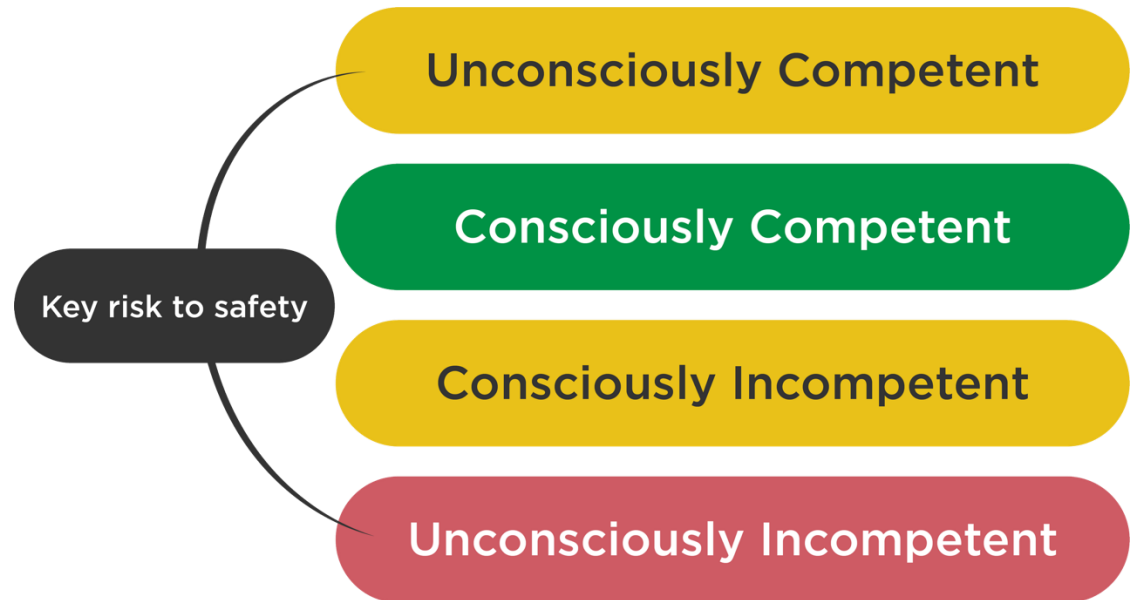 Unconsciously Competent
Consciously Competent
Key risk to safety
Consciously Incompetent
Unconsciously Incompetent